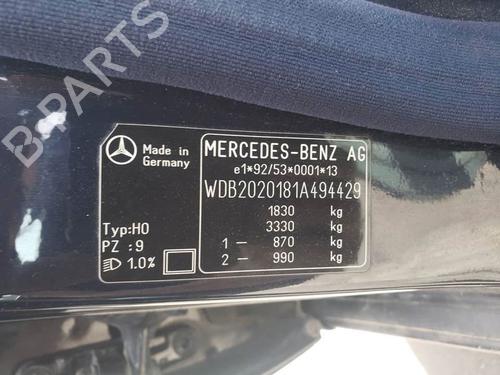 B-PARTS
Made in
Germany
MERCEDES-BENZ AG
e1*92/53*0001*13
WDB2020181A494429
1830 kg
3330 kg
1— 870 kg
2— 990 kg
Typ:H0
PZ :9
1.0%